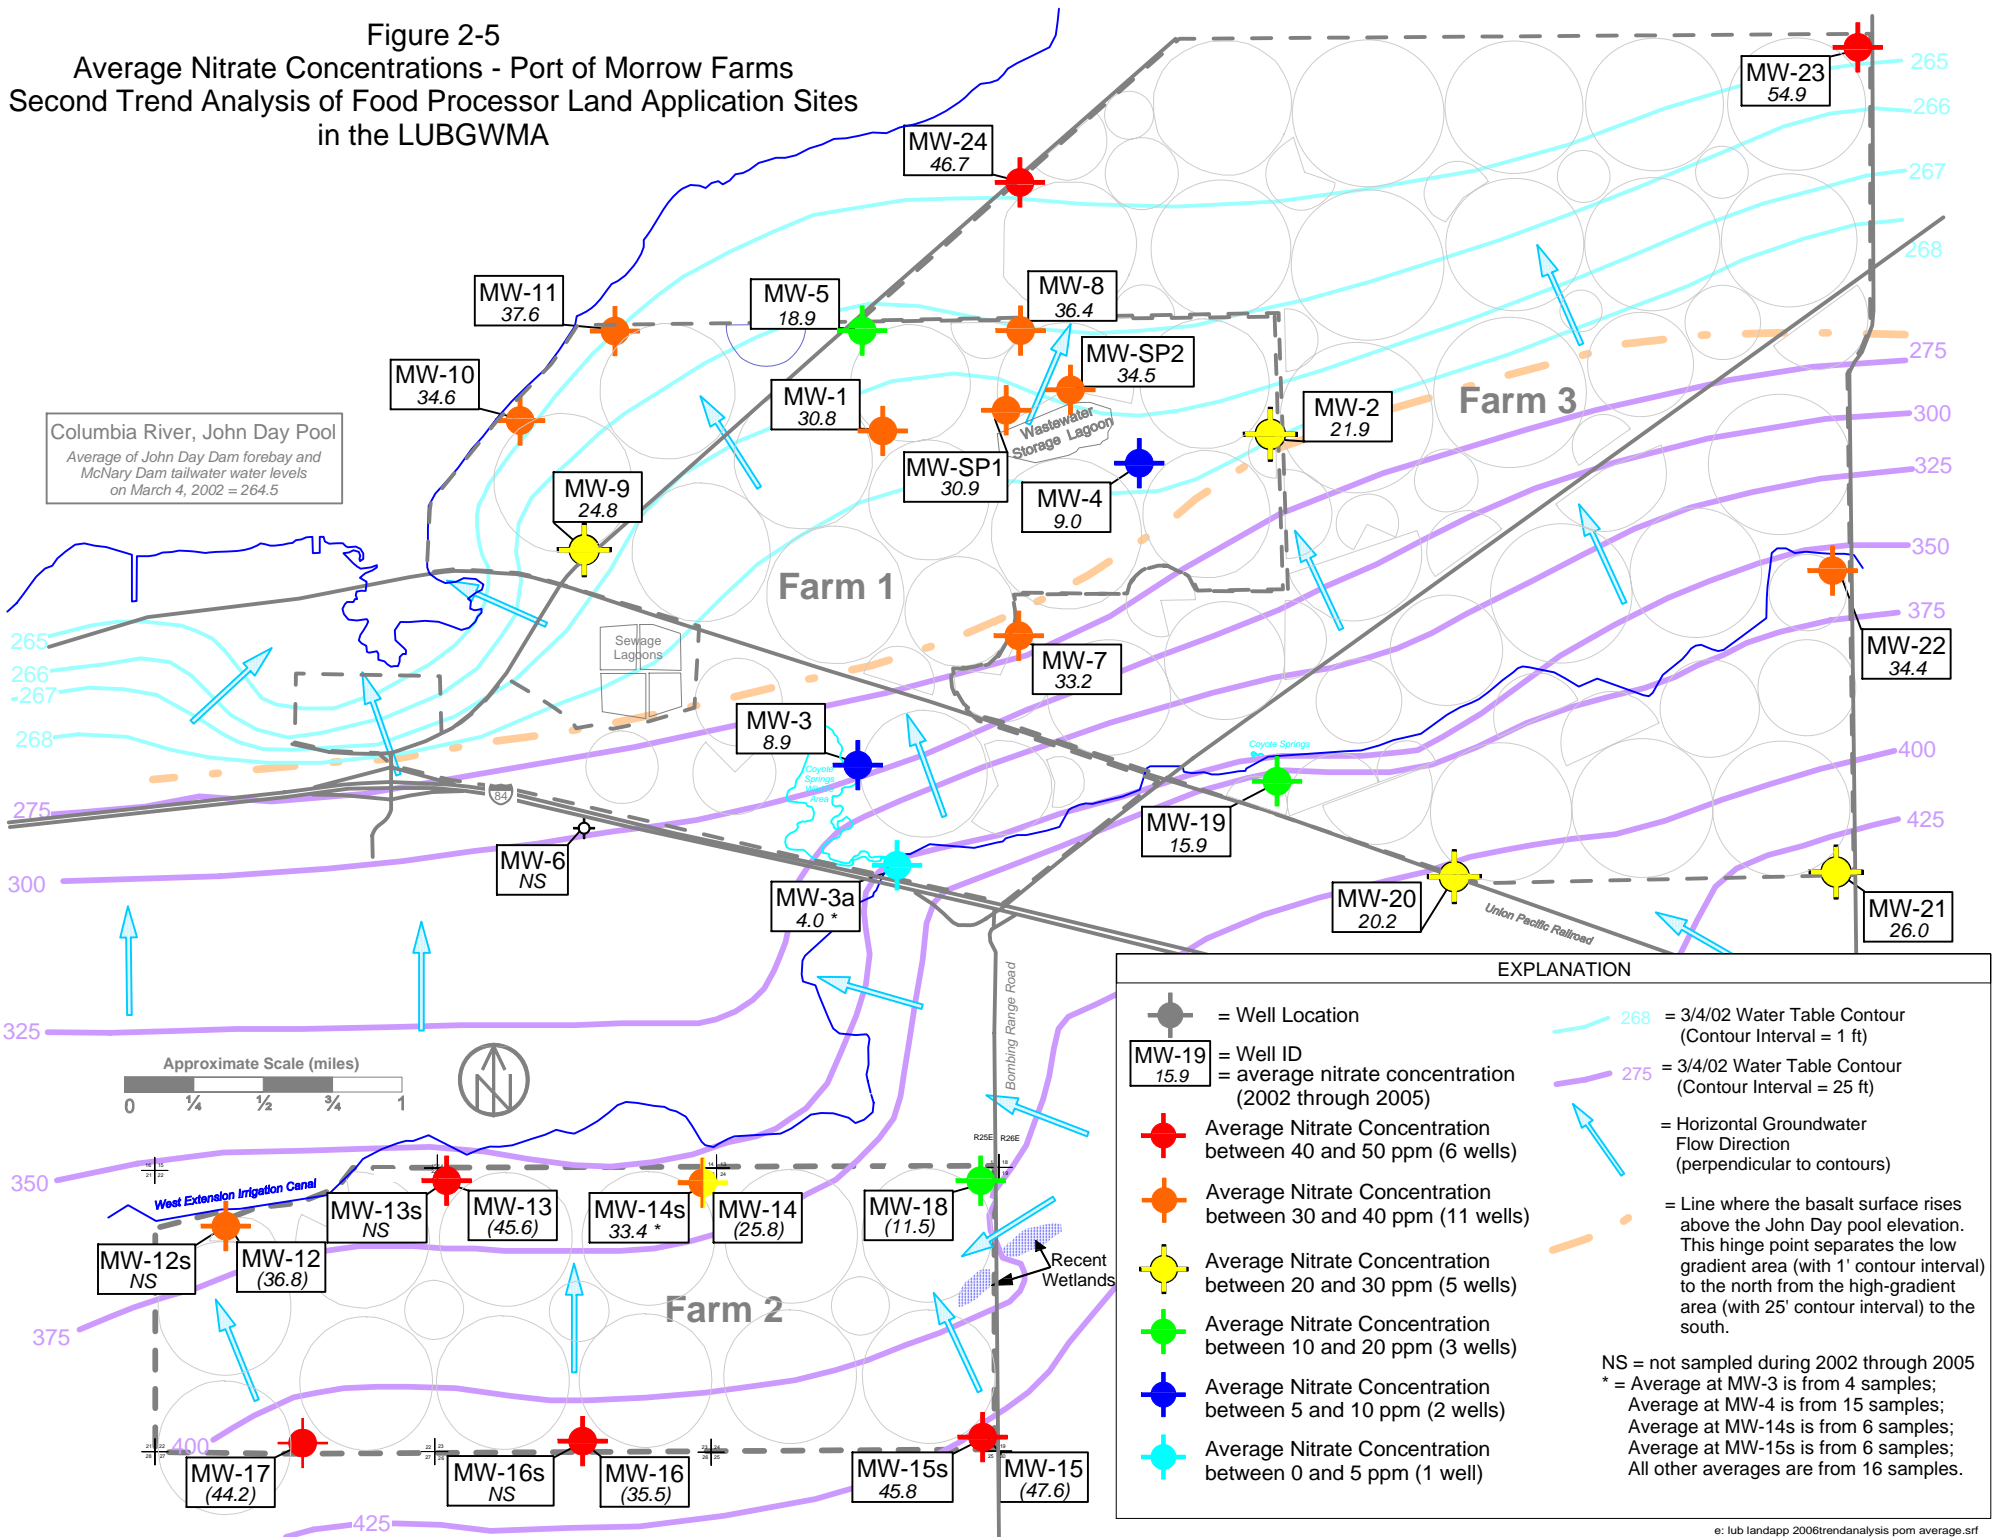 Figure 2-5
Average Nitrate Concentrations - Port of Morrow Farms
Second Trend Analysis of Food Processor Land Application Sites
in the LUBGWMA
MW-23
54.9
265
266
267
268
MW-24
46.7
MW-11
37.6
MW-5
18.9
MW-8
36.4
MW-SP2
34.5
MW-10
34.6
MW-1
30.8
MW-2
21.9
Farm 3
275
300
325
350
375
400
425
Columbia River, John Day Pool
Average of John Day Dam forebay and
McNary Dam tailwater water levels
on March 4, 2002 = 264.5
Wastewater
Storage Lagoon
MW-SP1
30.9
MW-9
24.8
MW-4
9.0
Farm 1
Sewage
Lagoons
MW-7
33.2
MW-22
34.4
265
266
267
268
275
300
325
350
375
400
425
MW-3
8.9
Coyote
Springs
Wildlife
Area
Coyote Springs
84
MW-6
NS
MW-19
15.9
MW-3a
4.0 *
MW-20
20.2
MW-21
26.0
Union Pacific Railroad
Bombing Range Road
Approximate Scale (miles)
0 ¼ ½ ¾ 1
N
R25E R26E
West Extension Irrigation Canal
MW-13s
NS
MW-13
(45.6)
MW-14s
33.4 *
MW-14
(25.8)
MW-18
(11.5)
MW-12s
NS
MW-12
(36.8)
Recent
Wetlands
Farm 2
MW-17
(44.2)
MW-16s
NS
MW-16
(35.5)
MW-15s
45.8
MW-15
(47.6)
EXPLANATION
= Well Location
MW-19
15.9
= Well ID
= average nitrate concentration
(2002 through 2005)
Average Nitrate Concentration
between 40 and 50 ppm (6 wells)
Average Nitrate Concentration
between 30 and 40 ppm (11 wells)
Average Nitrate Concentration
between 20 and 30 ppm (5 wells)
Average Nitrate Concentration
between 10 and 20 ppm (3 wells)
Average Nitrate Concentration
between 5 and 10 ppm (2 wells)
Average Nitrate Concentration
between 0 and 5 ppm (1 well)
268 = 3/4/02 Water Table Contour
(Contour Interval = 1 ft)
275 = 3/4/02 Water Table Contour
(Contour Interval = 25 ft)
= Horizontal Groundwater
Flow Direction
(perpendicular to contours)
= Line where the basalt surface rises
above the John Day pool elevation.
This hinge point separates the low
gradient area (with 1' contour interval)
to the north from the high-gradient
area (with 25' contour interval) to the
south.
NS = not sampled during 2002 through 2005
* = Average at MW-3 is from 4 samples;
Average at MW-4 is from 15 samples;
Average at MW-14s is from 6 samples;
Average at MW-15s is from 6 samples;
All other averages are from 16 samples.
e: lub landapp 2006trendanalysis pom average.srf